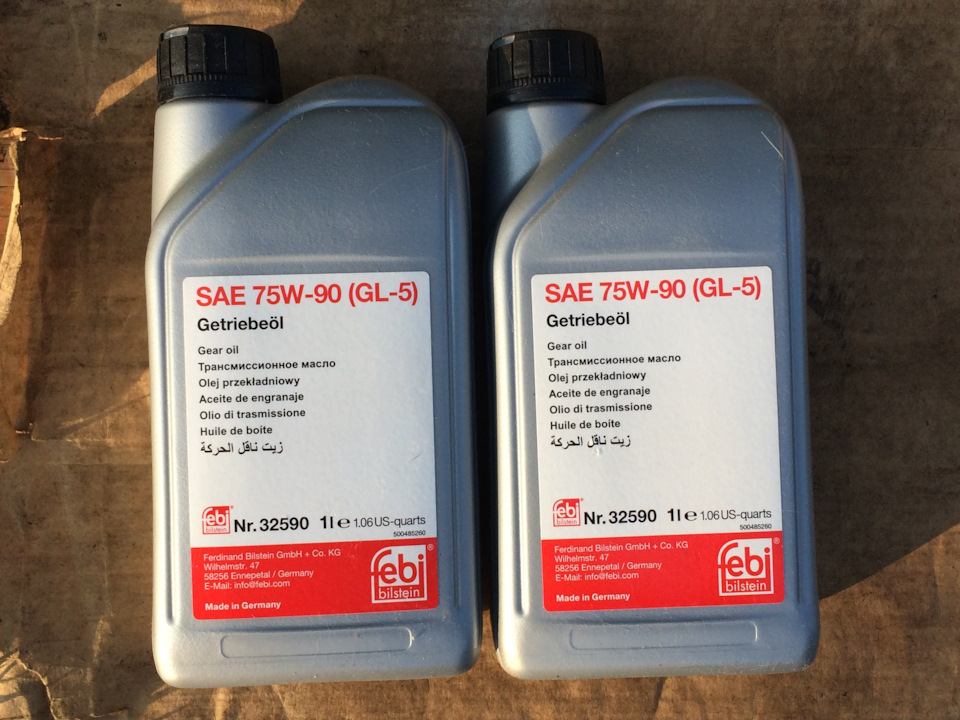 SAE 75W-90 (GL-5)
Getriebeöl
Gear oil
Трансмиссионное масло
Olej przekładniowy
Aceite de engranaje
Olio di trasmissione
Huile de boite
زيت ناقل الحركة
febi
bilstein
Nr. 32590 1l e 1.06 US-quarts
500485260
Ferdinand Bilstein GmbH + Co. KG
Wilhelmstr. 47
58256 Ennepetal / Germany
E-Mail: info@febi.com
Made in Germany
febi®
bilstein
SAE 75W-90 (GL-5)
Getriebeöl
Gear oil
Трансмиссионное масло
Olej przekładniowy
Aceite de engranaje
Olio di trasmissione
Huile de boite
زيت ناقل الحركة
febi
bilstein
Nr. 32590 1l e 1.06 US-quarts
500485260
Ferdinand Bilstein GmbH + Co. KG
Wilhelmstr. 47
58256 Ennepetal / Germany
E-Mail: info@febi.com
Made in Germany
febi®
bilstein